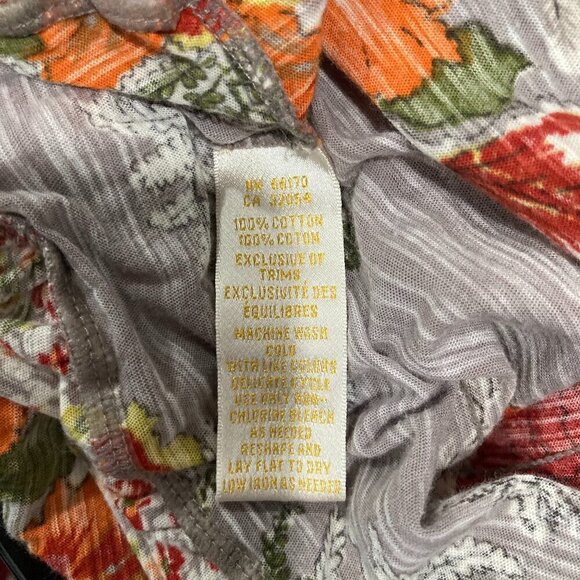 RN 66170
CA 32054
100% COTTON
100% COTON
EXCLUSIVE OF
TRIMS
EXCLUSIVITÉ DES
ÉQUILIBRES
MACHINE WASH
COLD
WITH LIKE COLORS
DELICATE CYCLE
USE ONLY NON-
CHLORINE BLEACH
AS NEEDED
RESHAPE AND
LAY FLAT TO DRY
LOW IRON AS NEEDED